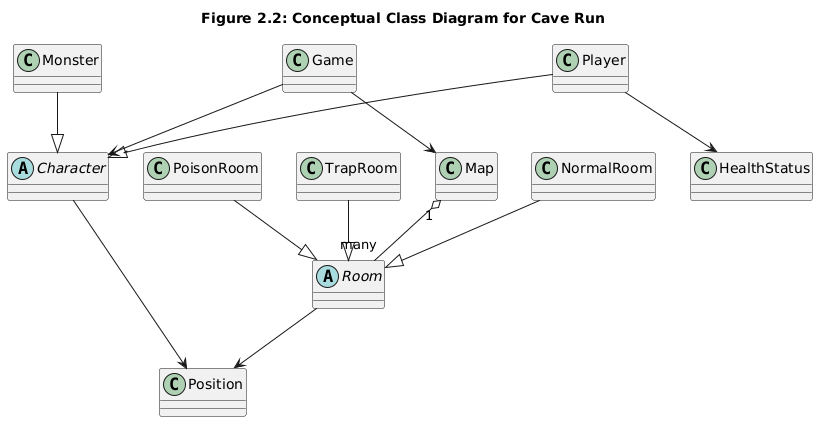 Figure 2.2: Conceptual Class Diagram for Cave Run
C Monster
C Game
C Player
A Character
C PoisonRoom
C TrapRoom
C Map
C NormalRoom
C HealthStatus
1
many
A Room
C Position